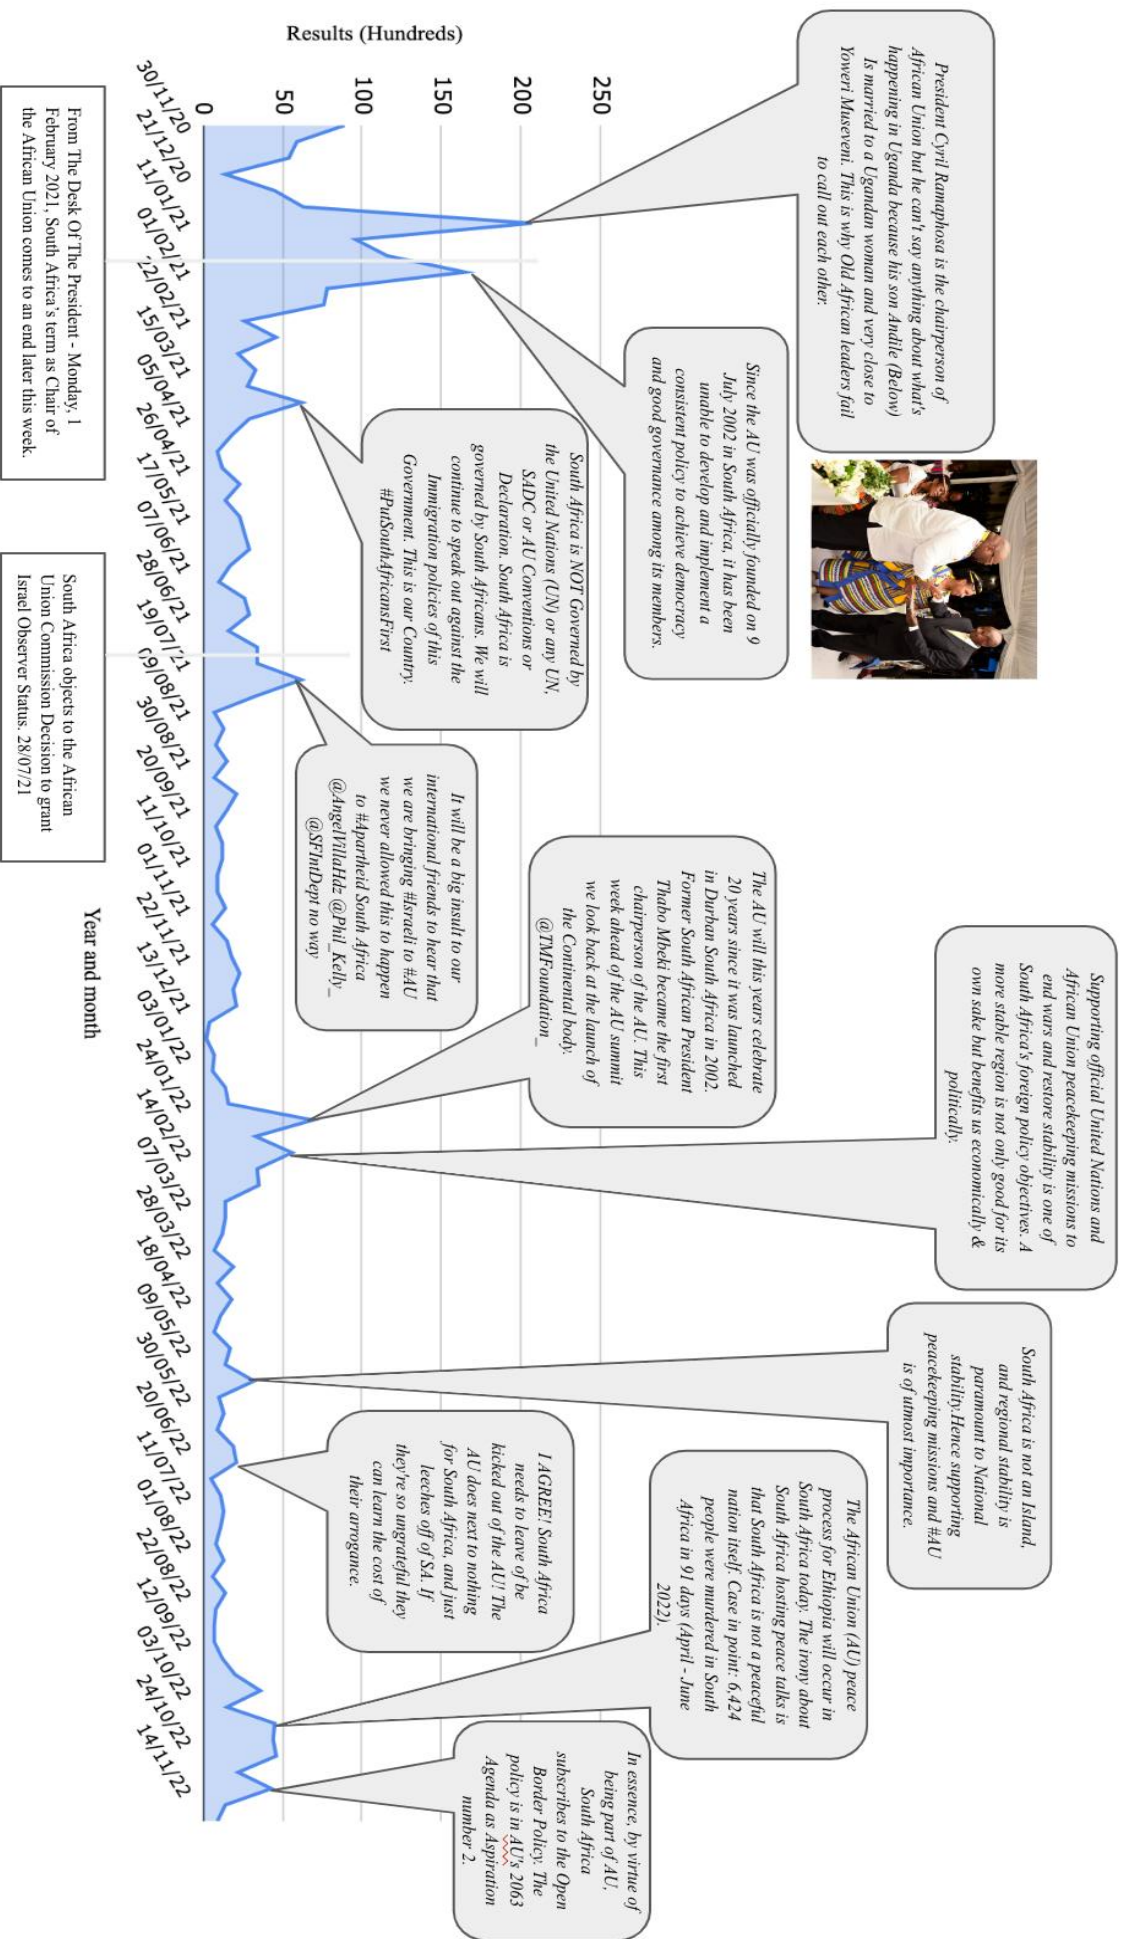 President Cyril Ramaphosa is the chairperson of
African Union but he can't say anything about what's
happening in Uganda because his son Andile (Below)
Is married to a Ugandan woman and very close to
Yoweri Museveni. This is why Old African leaders fail
to call out each other.
Since the AU was officially founded on 9
July 2002 in South Africa, it has been
unable to develop and implement a
consistent policy to achieve democracy
and good governance among its members.
South Africa is NOT Governed by
the United Nations (UN) or any UN,
SADC or AU Conventions or
Declaration. South Africa is
governed by South Africans. We will
continue to speak out against the
Immigration policies of this
Government. This is our Country.
#PutSouthAfricansFirst
It will be a big insult to our
international friends to hear that
we are bringing #Israeli to #AU
we never allowed this to happen
to #Apartheid South Africa
@AngelVillaHdz @Phil_Kelly_
@SFIntDept no way
The AU will this years celebrate
20 years since it was launched
in Durban South Africa in 2002.
Former South African President
Thabo Mbeki became the first
chairperson of the AU. This
week ahead of the AU summit
we look back at the launch of
the Continental body.
@TMFoundation_
Supporting official United Nations and
African Union peacekeeping missions to
end wars and restore stability is one of
South Africa's foreign policy objectives. A
more stable region is not only good for its
own sake but benefits us economically &
politically.
South Africa is not an Island,
and regional stability is
paramount to National
stability.Hence supporting
peacekeeping missions and #AU
is of utmost importance.
I AGREE! South Africa
needs to leave of be
kicked out of the AU! The
AU does next to nothing
for South Africa, and just
leeches off of SA. If
they're so ungrateful they
can learn the cost of
their arrogance.
The African Union (AU) peace
process for Ethiopia will occur in
South Africa today. The irony about
South Africa hosting peace talks is
that South Africa is not a peaceful
nation itself. Case in point: 6,424
people were murdered in South
Africa in 91 days (April - June
2022).
In essence, by virtue of
being part of AU,
South Africa
subscribes to the Open
Border Policy. The
policy is in AU's 2063
Agenda as Aspiration
number 2.
Results (Hundreds)
250
200
150
100
50
0
30/11/20
21/12/20
11/01/21
01/02/21
22/02/21
15/03/21
05/04/21
26/04/21
17/05/21
07/06/21
28/06/21
19/07/21
09/08/21
30/08/21
20/09/21
11/10/21
01/11/21
22/11/21
13/12/21
03/01/22
24/01/22
14/02/22
07/03/22
28/03/22
18/04/22
09/05/22
30/05/22
20/06/22
11/07/22
01/08/22
22/08/22
12/09/22
03/10/22
24/10/22
14/11/22
Year and month
From The Desk Of The President - Monday, 1
February 2021, South Africa's term as Chair of
the African Union comes to an end later this week.
South Africa objects to the African
Union Commission Decision to grant
Israel Observer Status. 28/07/21